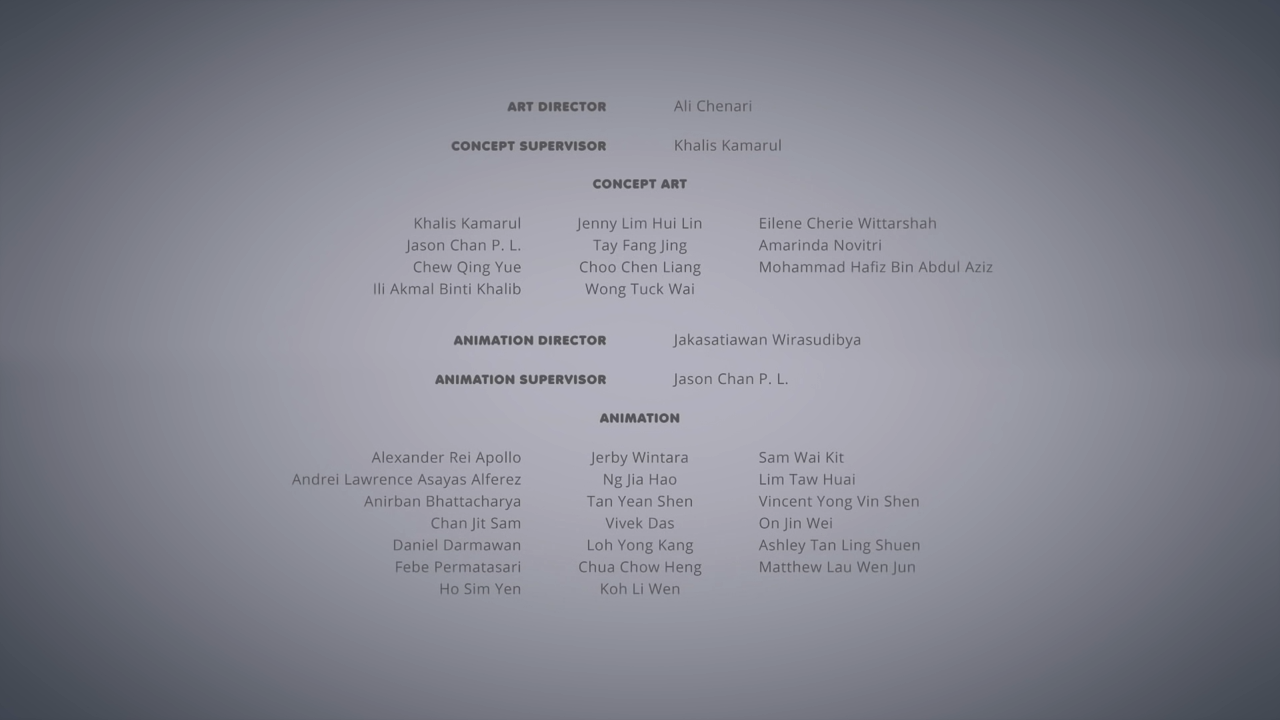 ART DIRECTOR Ali Chenari
CONCEPT SUPERVISOR Khalis Kamarul
CONCEPT ART
Khalis Kamarul Jenny Lim Hui Lin Eilene Cherie Wittarshah
Jason Chan P. L. Tay Fang Jing Amarinda Novitri
Chew Qing Yue Choo Chen Liang Mohammad Hafiz Bin Abdul Aziz
Ili Akmal Binti Khalib Wong Tuck Wai
ANIMATION DIRECTOR Jakasatiawan Wirasudibya
ANIMATION SUPERVISOR Jason Chan P. L.
ANIMATION
Alexander Rei Apollo Jerby Wintara Sam Wai Kit
Andrei Lawrence Asayas Alferez Ng Jia Hao Lim Taw Huai
Anirban Bhattacharya Tan Yean Shen Vincent Yong Vin Shen
Chan Jit Sam Vivek Das On Jin Wei
Daniel Darmawan Loh Yong Kang Ashley Tan Ling Shuen
Febe Permatasari Chua Chow Heng Matthew Lau Wen Jun
Ho Sim Yen Koh Li Wen